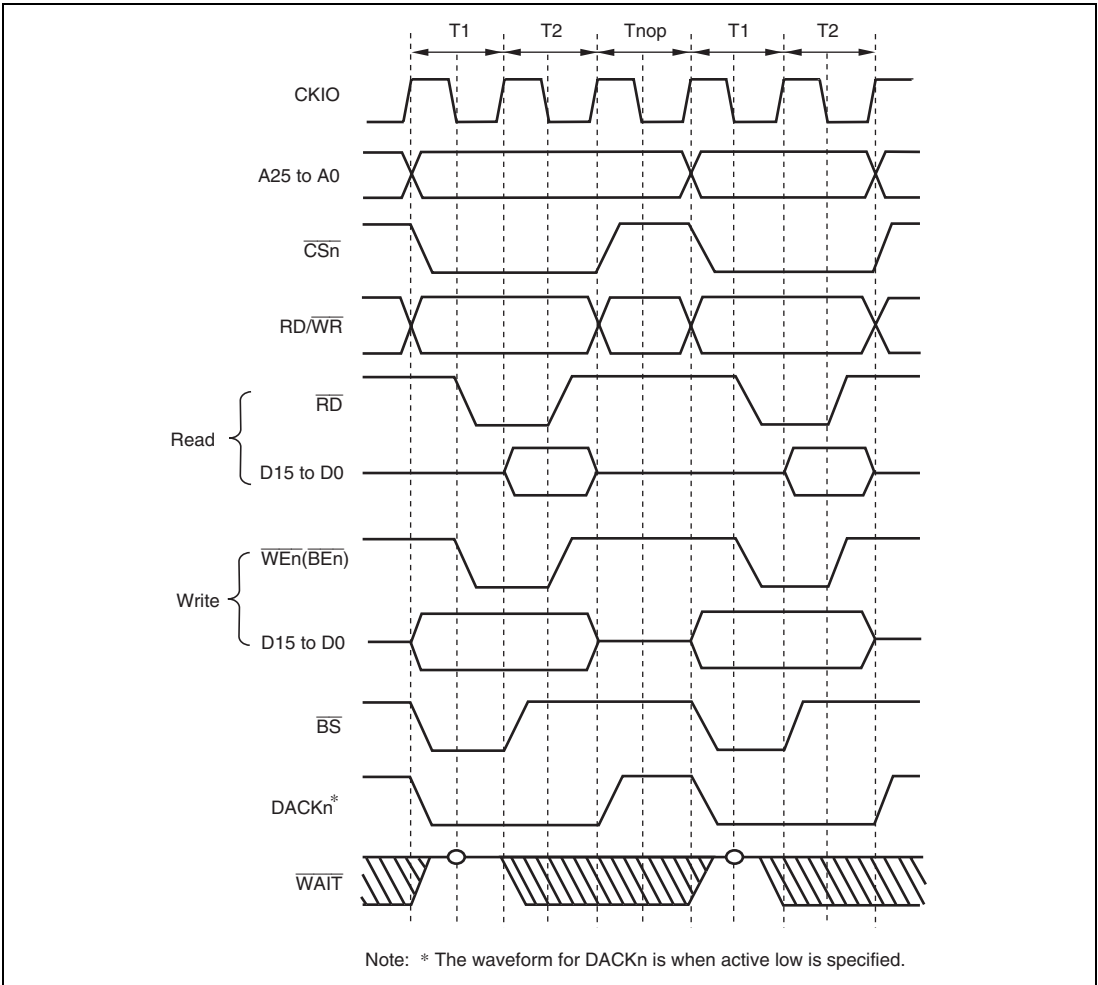 T1 T2 Tnop T1 T2
CKIO
A25 to A0
CSn
RD/WR
RD
Read
D15 to D0
WEn(BEn)
Write
D15 to D0
BS
DACKn*
WAIT
Note: * The waveform for DACKn is when active low is specified.